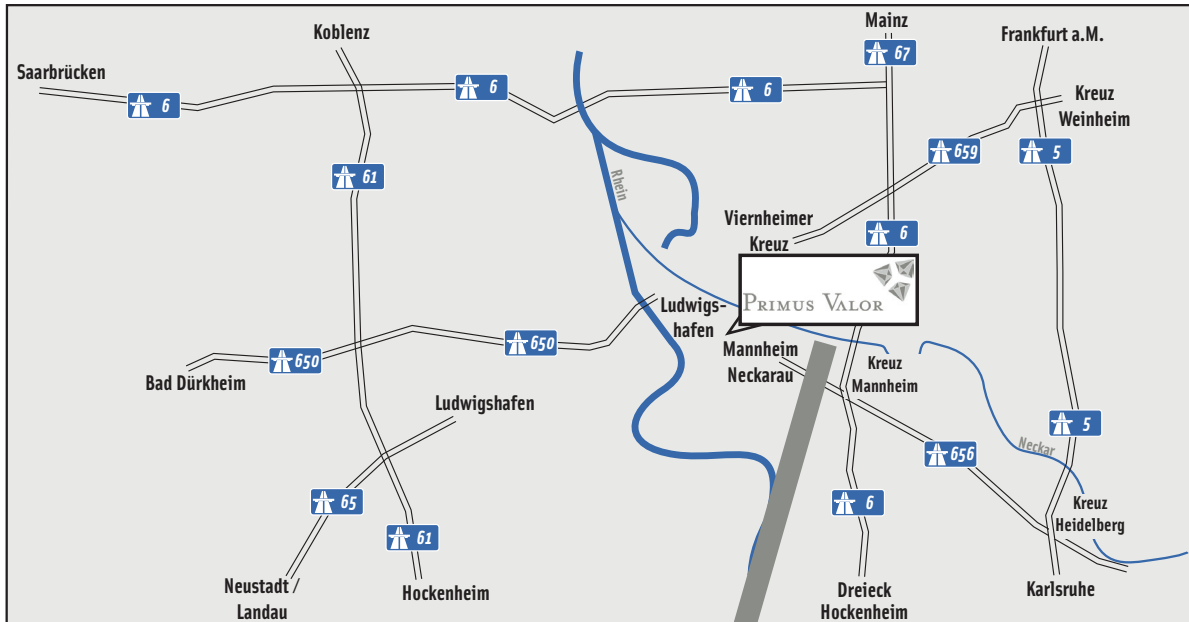 Mainz
Koblenz
Frankfurt a.M.
67
Saarbrücken
6
6
6
Kreuz
Weinheim
659
5
61
Rhein
Viernheimer
Kreuz
6
PRIMUS VALOR
Ludwigs-
hafen
650
650
Mannheim
Neckarau
Kreuz
Mannheim
Bad Dürkheim
Ludwigshafen
5
Neckar
656
65
6
Kreuz
Heidelberg
61
Neustadt /
Landau
Hockenheim
Dreieck
Hockenheim
Karlsruhe